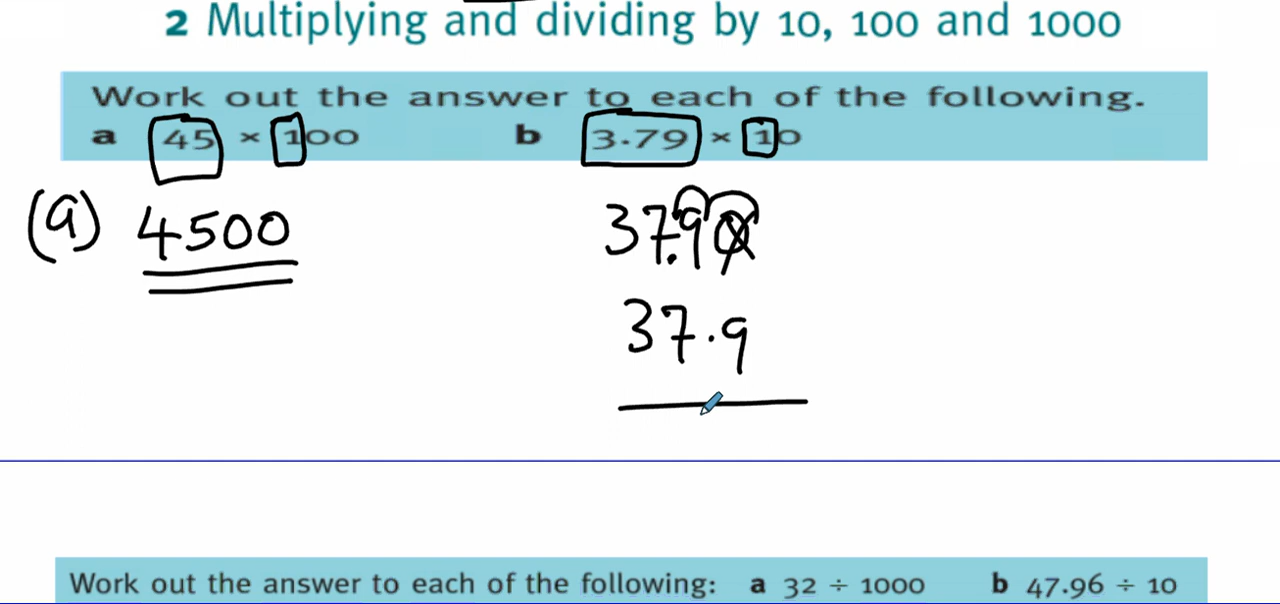 2 Multiplying and dividing by 10, 100 and 1000
Work out the answer to each of the following.
a 45 × 100 b 3.79 × 10
(a) 4500
37.90
37.9
Work out the answer to each of the following: a 32 ÷ 1000 b 47.96 ÷ 10